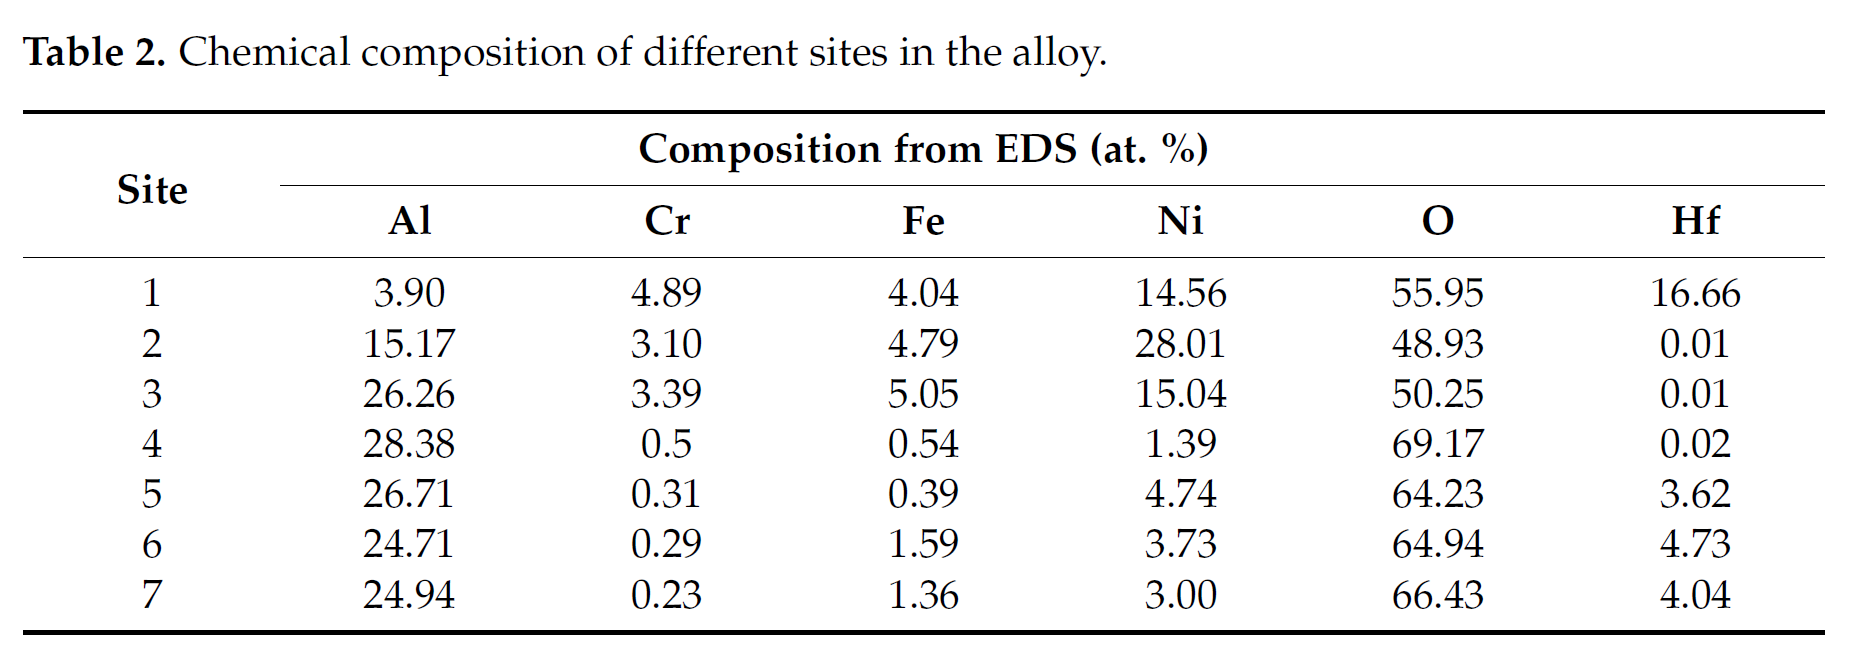 Table 2. Chemical composition of different sites in the alloy.
Site Composition from EDS (at. %)
Al Cr Fe Ni O Hf
1 3.90 4.89 4.04 14.56 55.95 16.66
2 15.17 3.10 4.79 28.01 48.93 0.01
3 26.26 3.39 5.05 15.04 50.25 0.01
4 28.38 0.5 0.54 1.39 69.17 0.02
5 26.71 0.31 0.39 4.74 64.23 3.62
6 24.71 0.29 1.59 3.73 64.94 4.73
7 24.94 0.23 1.36 3.00 66.43 4.04